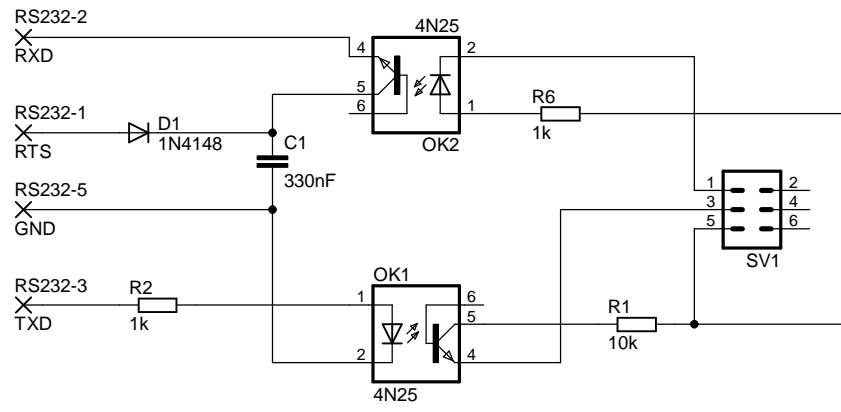 RS232-2
RXD
4N25
4
2
5
6
1
OK2
R6
1k
RS232-1
RTS
D1
1N4148
C1
330nF
RS232-5
GND
1
2
3
4
5
6
SV1
RS232-3
TXD
R2
1k
OK1
1
6
5
2
4
4N25
R1
10k